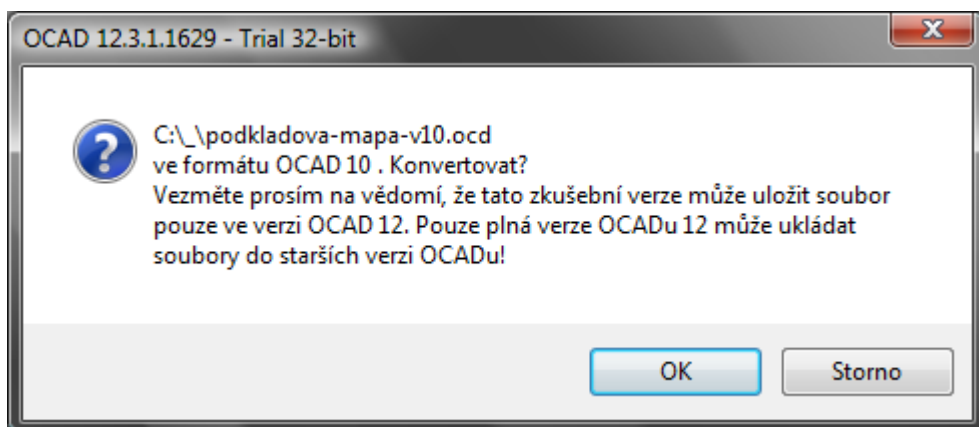 OCAD 12.3.1.1629 - Trial 32-bit
C:\_\podkladova-mapa-v10.ocd
ve formátu OCAD 10 . Konvertovat?
Vezměte prosím na vědomí, že tato zkušební verze může uložit soubor
pouze ve verzi OCAD 12. Pouze plná verze OCADu 12 může ukládat
soubory do starších verzi OCADu!
OK
Storno